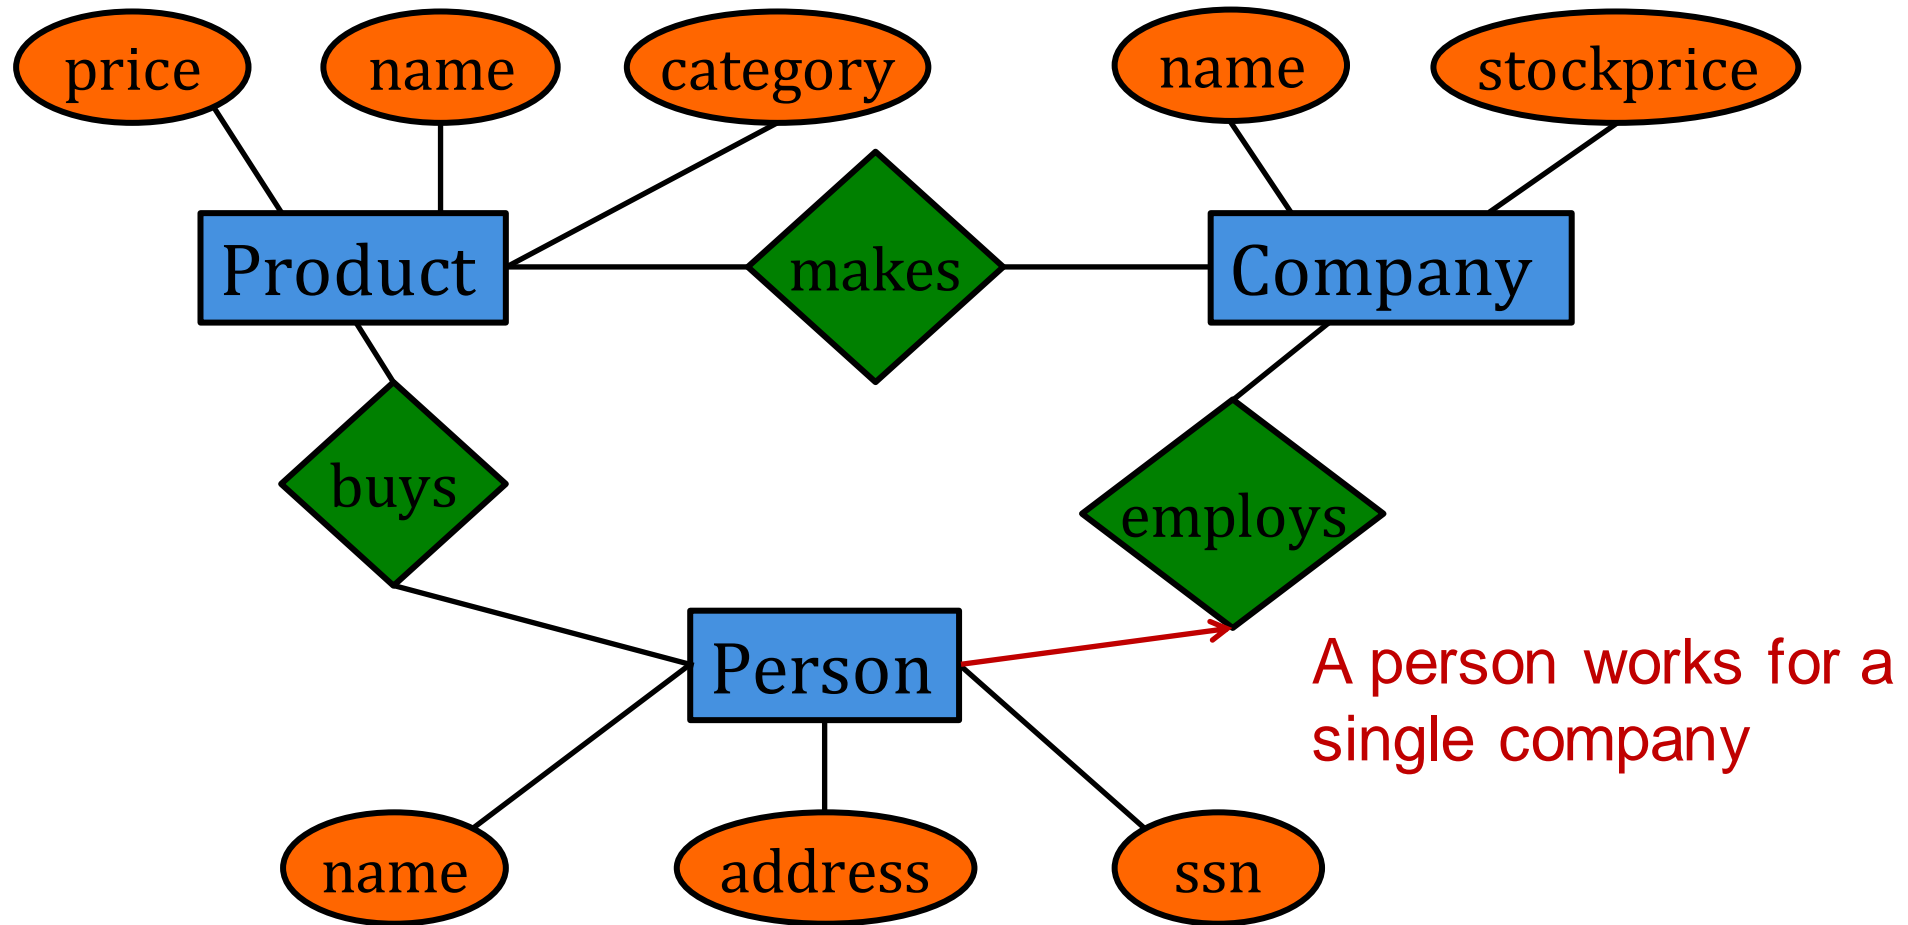 price
name
category
name
stockprice
Product
makes
Company
buys
employs
Person
A person works for a
single company
name
address
ssn